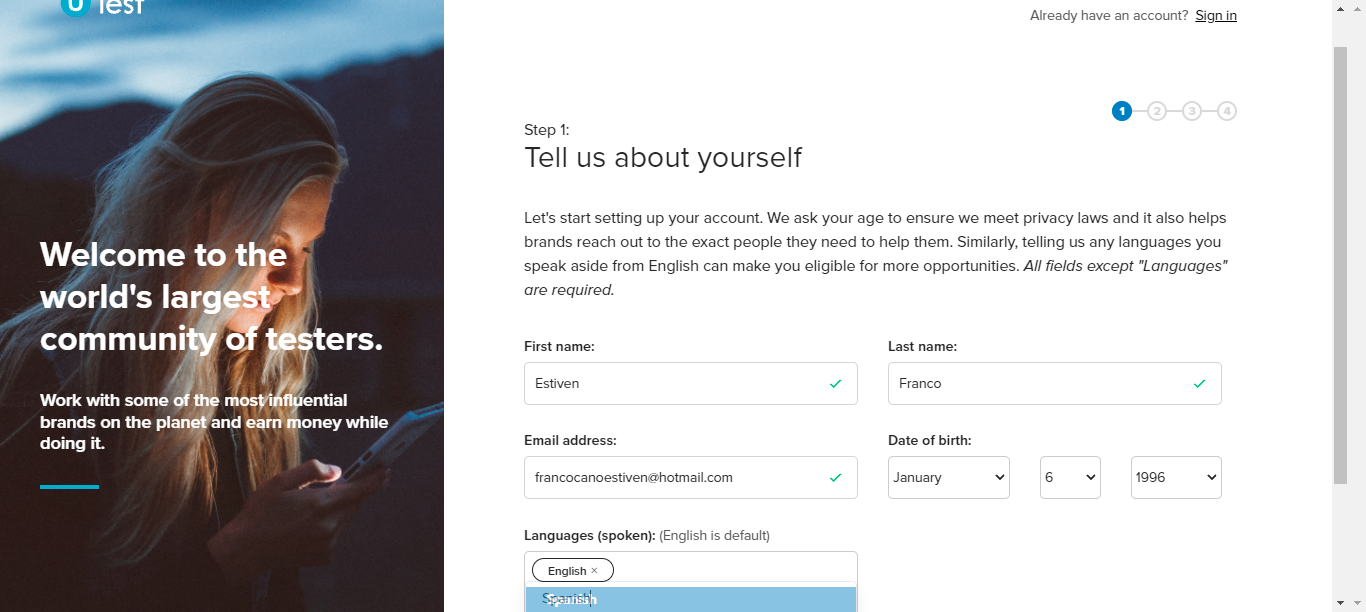 Test
Already have an account? Sign in
1 2 3 4
Step 1:
Tell us about yourself
Let's start setting up your account. We ask your age to ensure we meet privacy laws and it also helps
brands reach out to the exact people they need to help them. Similarly, telling us any languages you
speak aside from English can make you eligible for more opportunities. All fields except "Languages"
are required.
Welcome to the
world's largest
community of testers.
Work with some of the most influential
brands on the planet and earn money while
doing it.
First name:
Last name:
Estiven
Franco
Email address:
Date of birth:
francocanoestiven@hotmail.com
January
6
1996
Languages (spoken): (English is default)
English ×
Spanish
Spanish